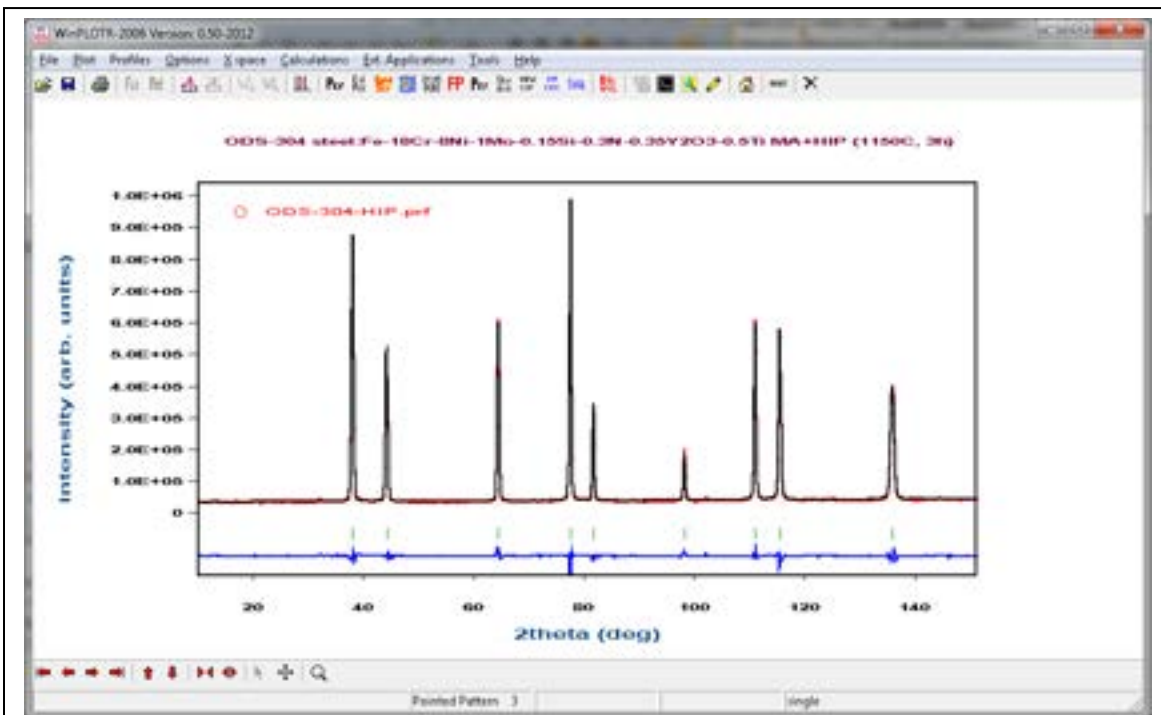 WinPLOTR-2006 Version: 0.50-2012
File Plot Profiles Options X space Calculations Ext. Applications Tools Help
FP
ODS-304 steel:Fe-18Cr-8Ni-1Mo-0.15Si-0.3N-0.35Y2O3-0.5Ti MA+HIP (1150C, 3h)
ODS-304-HIP.prf
Intensity (arb. units)
1.0E+06
9.0E+05
8.0E+05
7.0E+05
6.0E+05
5.0E+05
4.0E+05
3.0E+05
2.0E+05
1.0E+05
0
20 40 60 80 100 120 140
2theta (deg)
Pointed Pattern 3 single